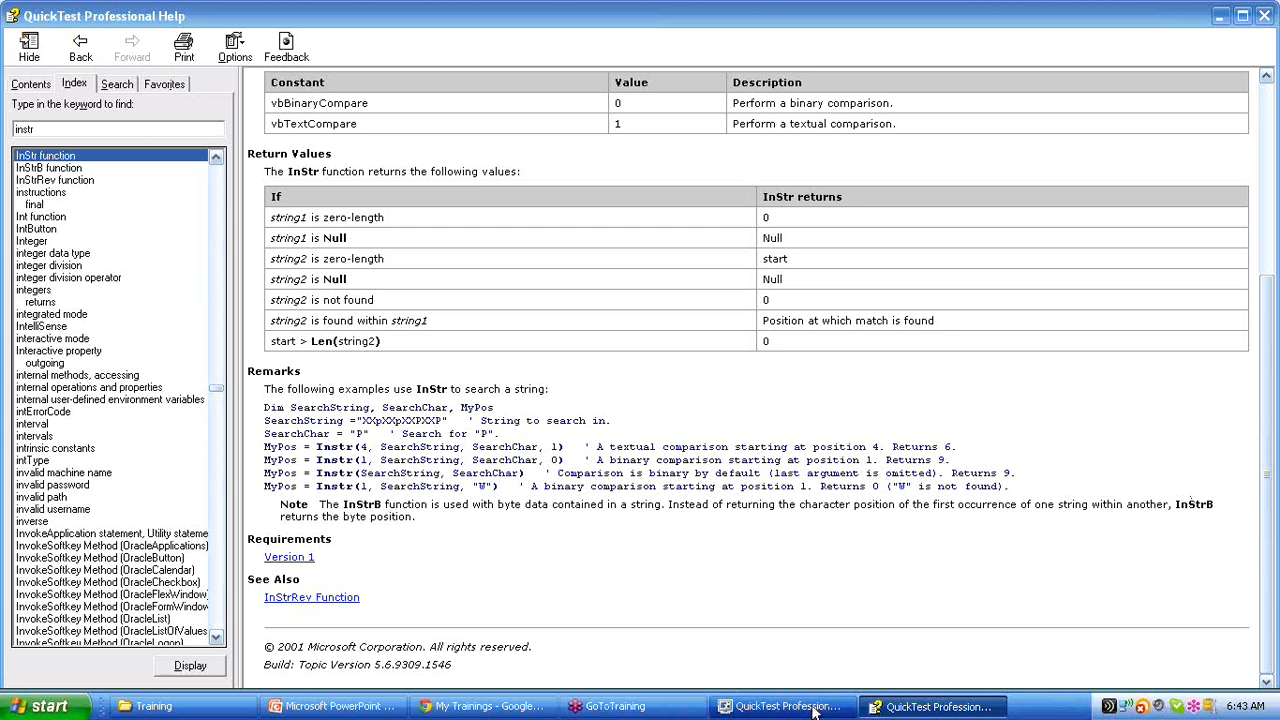 QuickTest Professional Help
Hide Back Forward Print Options Feedback
Contents Index Search Favorites
Type in the keyword to find:
instr
InStr function
InStrB function
InStrRev function
instructions
final
Int function
IntButton
Integer
integer data type
integer division
integer division operator
integers
returns
integrated mode
IntelliSense
interactive mode
Interactive property
outgoing
internal methods, accessing
internal operations and properties
internal user-defined environment variables
intErrorCode
interval
intervals
intrinsic constants
intType
invalid machine name
invalid password
invalid path
invalid username
inverse
InvokeApplication statement, Utility stateme
InvokeSoftkey Method (OracleApplications)
InvokeSoftkey Method (OracleButton)
InvokeSoftkey Method (OracleCalendar)
InvokeSoftkey Method (OracleCheckbox)
InvokeSoftkey Method (OracleFlexWindow)
InvokeSoftkey Method (OracleFormWindow
InvokeSoftkey Method (OracleList)
InvokeSoftkey Method (OracleListOfValues
InvokeSoftkey Method (OracleLogon)
Display
Constant Value Description
vbBinaryCompare 0 Perform a binary comparison.
vbTextCompare 1 Perform a textual comparison.
Return Values
The InStr function returns the following values:
If InStr returns
string1 is zero-length 0
string1 is Null Null
string2 is zero-length start
string2 is Null Null
string2 is not found 0
string2 is found within string1 Position at which match is found
start > Len(string2) 0
Remarks
The following examples use InStr to search a string:
Dim SearchString, SearchChar, MyPos
SearchString ="XXpXXpXXPXXP" ' String to search in.
SearchChar = "P" ' Search for "P".
MyPos = Instr(4, SearchString, SearchChar, 1) ' A textual comparison starting at position 4. Returns 6.
MyPos = Instr(1, SearchString, SearchChar, 0) ' A binary comparison starting at position 1. Returns 9.
MyPos = Instr(SearchString, SearchChar) ' Comparison is binary by default (last argument is omitted). Returns 9.
MyPos = Instr(1, SearchString, "W") ' A binary comparison starting at position 1. Returns 0 ("W" is not found).
Note The InStrB function is used with byte data contained in a string. Instead of returning the character position of the first occurrence of one string within another, InStrB
returns the byte position.
Requirements
Version 1
See Also
InStrRev Function
© 2001 Microsoft Corporation. All rights reserved.
Build: Topic Version 5.6.9309.1546
start Training Microsoft PowerPoint ... My Trainings - Google... GoToTraining QuickTest Profession... QuickTest Profession... 6:43 AM